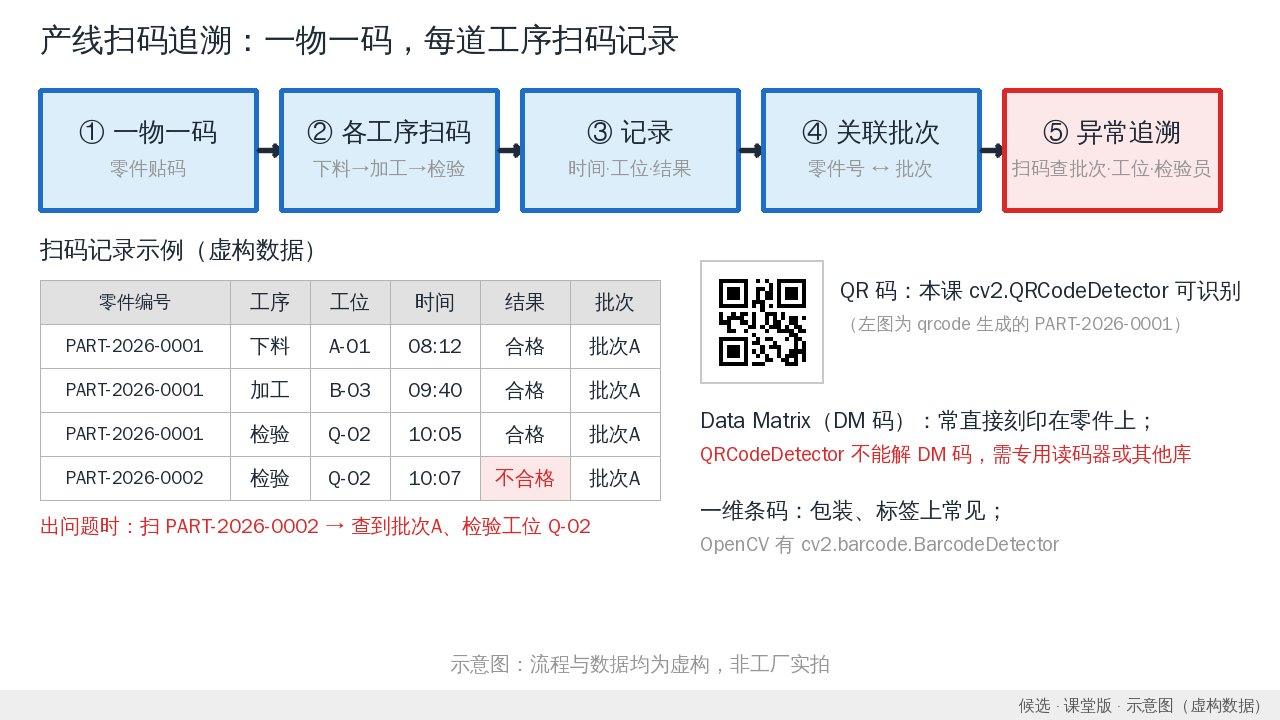 产线扫码追溯：一物一码，每道工序扫码记录
① 一物一码
零件贴码
② 各工序扫码
下料→加工→检验
③ 记录
时间·工位·结果
④ 关联批次
零件号 ↔ 批次
⑤ 异常追溯
扫码查批次·工位·检验员
扫码记录示例（虚构数据）
零件编号 工序 工位 时间 结果 批次
PART-2026-0001 下料 A-01 08:12 合格 批次A
PART-2026-0001 加工 B-03 09:40 合格 批次A
PART-2026-0001 检验 Q-02 10:05 合格 批次A
PART-2026-0002 检验 Q-02 10:07 不合格 批次A
出问题时：扫 PART-2026-0002 → 查到批次A、检验工位 Q-02
QR 码：本课 cv2.QRCodeDetector 可识别
（左图为 qrcode 生成的 PART-2026-0001）
Data Matrix（DM 码）：常直接刻印在零件上；
QRCodeDetector 不能解 DM 码，需专用读码器或其他库
一维条码：包装、标签上常见；
OpenCV 有 cv2.barcode.BarcodeDetector
示意图：流程与数据均为虚构，非工厂实拍
候选 · 课堂版 · 示意图（虚构数据）